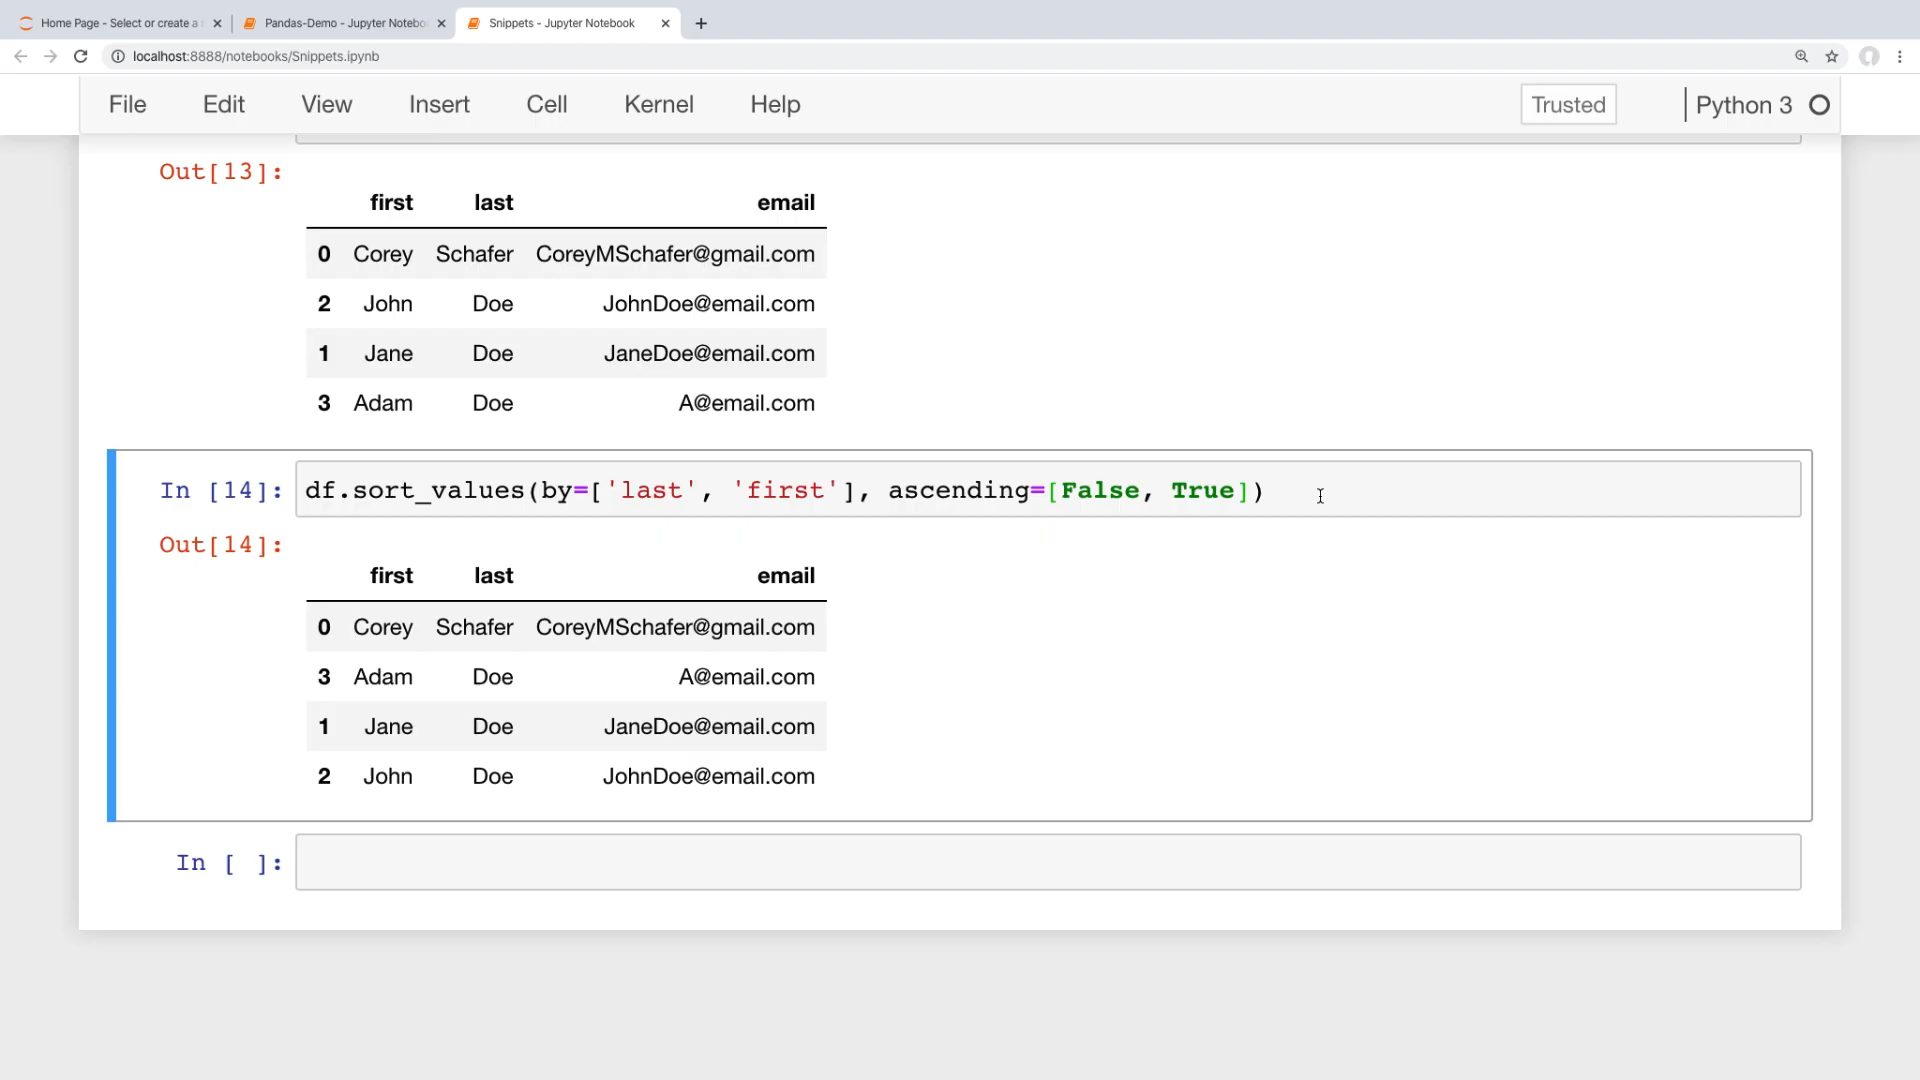 Home Page - Select or create a
Pandas-Demo - Jupyter Notebo
Snippets - Jupyter Notebook
localhost:8888/notebooks/Snippets.ipynb
File Edit View Insert Cell Kernel Help Trusted Python 3
Out[13]:
first last email
0 Corey Schafer CoreyMSchafer@gmail.com
2 John Doe JohnDoe@email.com
1 Jane Doe JaneDoe@email.com
3 Adam Doe A@email.com
In [14]: df.sort_values(by=['last', 'first'], ascending=[False, True])
Out[14]:
first last email
0 Corey Schafer CoreyMSchafer@gmail.com
3 Adam Doe A@email.com
1 Jane Doe JaneDoe@email.com
2 John Doe JohnDoe@email.com
In [ ]: